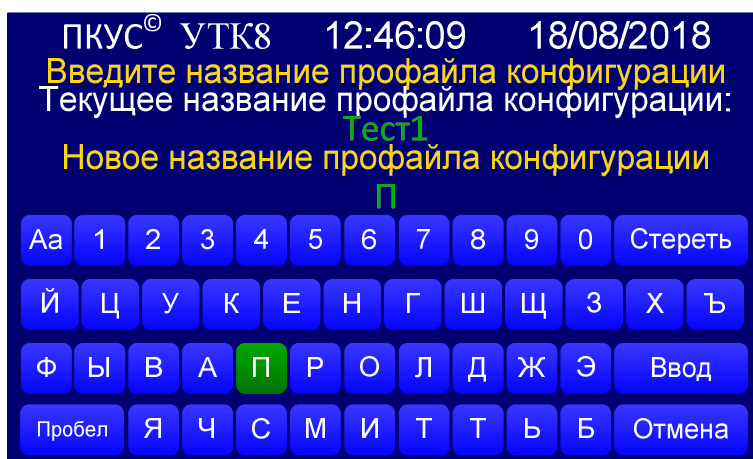 ПКУС© УТК8 12:46:09 18/08/2018
Введите название профайла конфигурации
Текущее название профайла конфигурации:
Тест1
Новое название профайла конфигурации
П
Аа 1 2 3 4 5 6 7 8 9 0 Стереть
Й Ц У К Е Н Г Ш Щ З Х Ъ
Ф Ы В А П Р О Л Д Ж Э Ввод
Пробел Я Ч С М И Т Т Ь Б Отмена